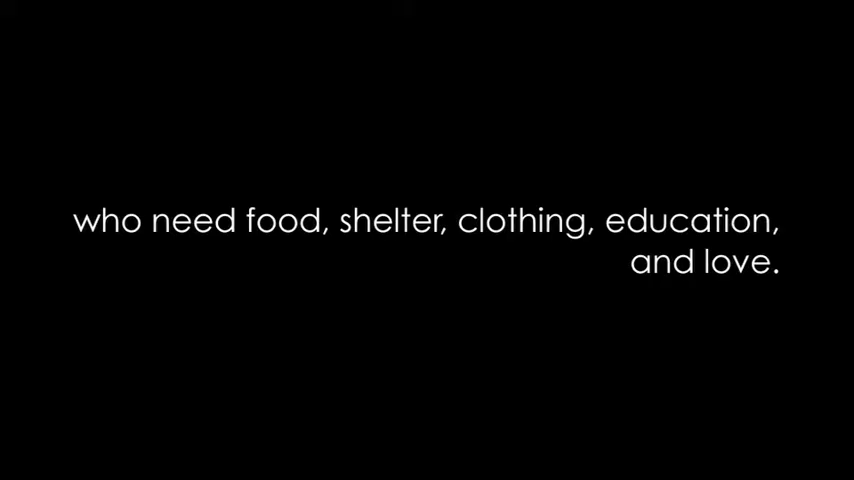 who need food, shelter, clothing, education,
and love.